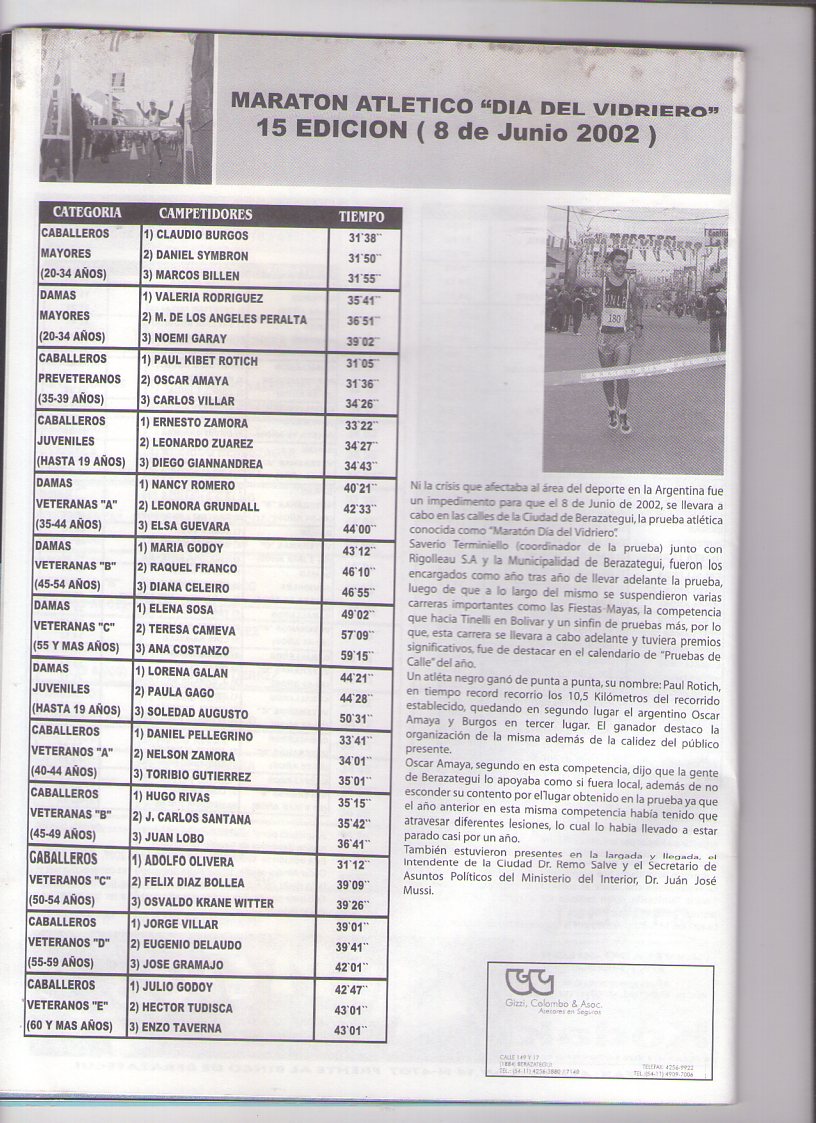 MARATON ATLETICO “DIA DEL VIDRIERO”
15 EDICION ( 8 de Junio 2002 )
CATEGORIA CAMPETIDORES TIEMPO
CABALLEROS 1) CLAUDIO BURGOS 31`38``
MAYORES 2) DANIEL SYMBRON 31`50``
(20-34 AÑOS) 3) MARCOS BILLEN 31`55``
DAMAS 1) VALERIA RODRIGUEZ 35`41``
MAYORES 2) M. DE LOS ANGELES PERALTA 36`51``
(20-34 AÑOS) 3) NOEMI GARAY 39`02``
CABALLEROS 1) PAUL KIBET ROTICH 31`05``
PREVETERANOS 2) OSCAR AMAYA 31`36``
(35-39 AÑOS) 3) CARLOS VILLAR 34`26``
CABALLEROS 1) ERNESTO ZAMORA 33`22``
JUVENILES 2) LEONARDO ZUAREZ 34`27``
(HASTA 19 AÑOS) 3) DIEGO GIANNANDREA 34`43``
DAMAS 1) NANCY ROMERO 40`21``
VETERANAS "A" 2) LEONORA GRUNDALL 42`33``
(35-44 AÑOS) 3) ELSA GUEVARA 44`00``
DAMAS 1) MARIA GODOY 43`12``
VETERANAS "B" 2) RAQUEL FRANCO 46`10``
(45-54 AÑOS) 3) DIANA CELEIRO 46`55``
DAMAS 1) ELENA SOSA 49`02``
VETERANAS "C" 2) TERESA CAMEVA 57`09``
(55 Y MAS AÑOS) 3) ANA COSTANZO 59`15``
DAMAS 1) LORENA GALAN 44`21``
JUVENILES 2) PAULA GAGO 44`28``
(HASTA 19 AÑOS) 3) SOLEDAD AUGUSTO 50`31``
CABALLEROS 1) DANIEL PELLEGRINO 33`41``
VETERANOS "A" 2) NELSON ZAMORA 34`01``
(40-44 AÑOS) 3) TORIBIO GUTIERREZ 35`01``
CABALLEROS 1) HUGO RIVAS 35`15``
VETERANAS "B" 2) J. CARLOS SANTANA 35`42``
(45-49 AÑOS) 3) JUAN LOBO 36`41``
CABALLEROS 1) ADOLFO OLIVERA 31`12``
VETERANOS "C" 2) FELIX DIAZ BOLLEA 39`09``
(50-54 AÑOS) 3) OSVALDO KRANE WITTER 39`26``
CABALLEROS 1) JORGE VILLAR 39`01``
VETERANOS "D" 2) EUGENIO DELAUDO 39`41``
(55-59 AÑOS) 3) JOSE GRAMAJO 42`01``
CABALLEROS 1) JULIO GODOY 42`47``
VETERANOS "E" 2) HECTOR TUDISCA 43`01``
(60 Y MAS AÑOS) 3) ENZO TAVERNA 43`01``
MARATON
DIA DEL VIDRIERO
180
Ni la crisis que afectaba al área del deporte en la Argentina fue
un impedimento para que el 8 de Junio de 2002, se llevara a
cabo en las calles de la Ciudad de Berazategui, la prueba atlética
conocida como “Maratón Día del Vidriero”.
Saverio Terminiello (coordinador de la prueba) junto con
Rigolleau S.A y la Municipalidad de Berazategui, fueron los
encargados como año tras año de llevar adelante la prueba,
luego de que a lo largo del mismo se suspendieron varias
carreras importantes como las Fiestas Mayas, la competencia
que hacia Tinelli en Bolivar y un sinfin de pruebas más, por lo
que, esta carrera se llevara a cabo adelante y tuviera premios
significativos, fue de destacar en el calendario de “Pruebas de
Calle” del año.
Un atléta negro ganó de punta a punta, su nombre: Paul Rotich,
en tiempo record recorrio los 10,5 Kilómetros del recorrido
establecido, quedando en segundo lugar el argentino Oscar
Amaya y Burgos en tercer lugar. El ganador destaco la
organización de la misma además de la calidez del público
presente.
Oscar Amaya, segundo en esta competencia, dijo que la gente
de Berazategui lo apoyaba como si fuera local, además de no
esconder su contento por el lugar obtenido en la prueba ya que
el año anterior en esta misma competencia había tenido que
atravesar diferentes lesiones, lo cual lo habia llevado a estar
parado casi por un año.
También estuvieron presentes en la largada y llegada, el
Intendente de la Ciudad Dr. Remo Salve y el Secretario de
Asuntos Políticos del Ministerio del Interior, Dr. Juán José
Mussi.
Gizzi, Colombo & Asoc.
Asesores en Seguros
CALLE 149 Y 17
(1884) BERAZATEGUI
TEL.: (54-11) 4256-3880 / 7140
TELEFAX: 4256-9922
TEL.:(54-11) 4909-7006